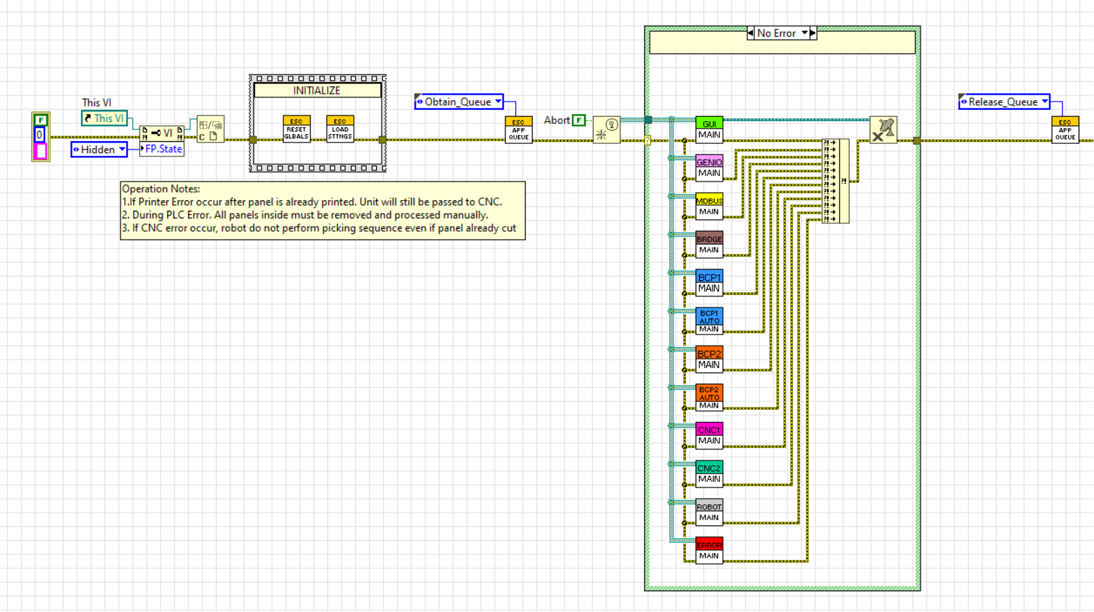 No Error
This VI
This VI
VI
Hidden
FP.State
F
0
INITIALIZE
ESC
RESET
GLBALS
ESC
LOAD
STTNGS
Obtain_Queue
ESC
APP
QUEUE
Abort
F
Release_Queue
ESC
APP
QUEUE
Operation Notes:
1.If Printer Error occur after panel is already printed. Unit will still be passed to CNC.
2. During PLC Error. All panels inside must be removed and processed manually.
3. If CNC error occur, robot do not perform picking sequence even if panel already cut
GUI
MAIN
GENIO
MAIN
MDBUS
MAIN
BRDGE
MAIN
BCP1
MAIN
BCP1
AUTO
MAIN
BCP2
MAIN
BCP2
AUTO
MAIN
CNC1
MAIN
CNC2
MAIN
ROBOT
MAIN
ERROR
MAIN